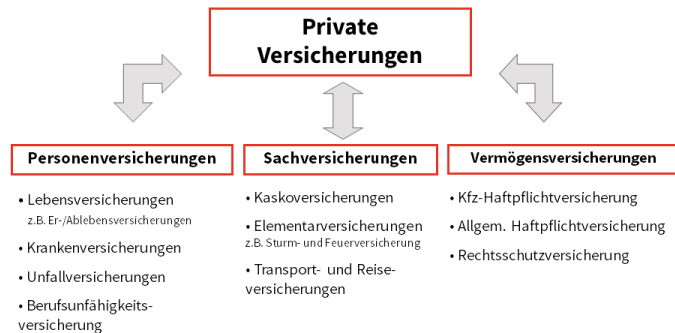 Private
Versicherungen
Personenversicherungen
• Lebensversicherungen
z.B. Er-/Ablebensversicherungen
• Krankenversicherungen
• Unfallversicherungen
• Berufsunfähigkeits-
versicherung
Sachversicherungen
• Kaskoversicherungen
• Elementarversicherungen
z.B. Sturm- und Feuerversicherung
• Transport- und Reise-
versicherungen
Vermögensversicherungen
• Kfz-Haftpflichtversicherung
• Allgem. Haftpflichtversicherung
• Rechtsschutzversicherung